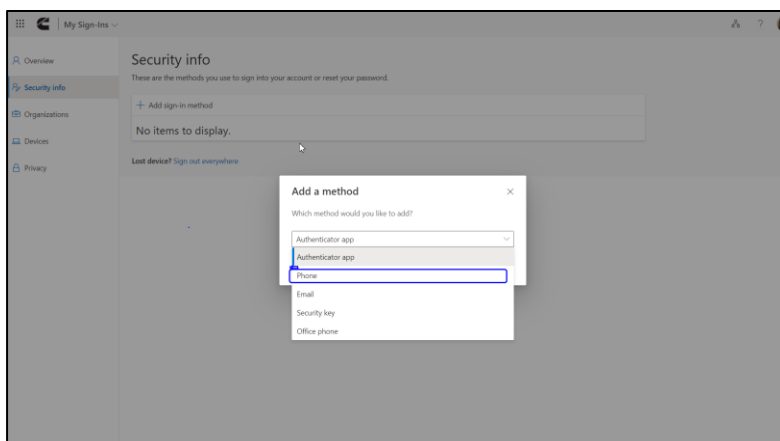 My Sign-Ins
?
Overview
Security info
Organizations
Devices
Privacy
Security info
These are the methods you use to sign into your account or reset your password.
+ Add sign-in method
No items to display.
Lost device? Sign out everywhere
Add a method
Which method would you like to add?
Authenticator app
Authenticator app
Phone
Email
Security key
Office phone